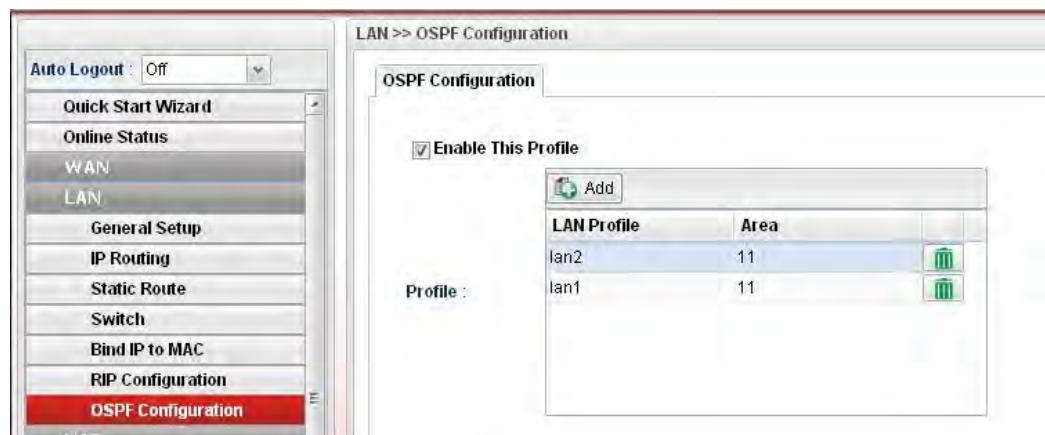 LAN >> OSPF Configuration
Auto Logout : Off
Quick Start Wizard
Online Status
WAN
LAN
General Setup
IP Routing
Static Route
Switch
Bind IP to MAC
RIP Configuration
OSPF Configuration
OSPF Configuration
Enable This Profile
Add
LAN Profile Area
lan2 11
Profile :
lan1 11